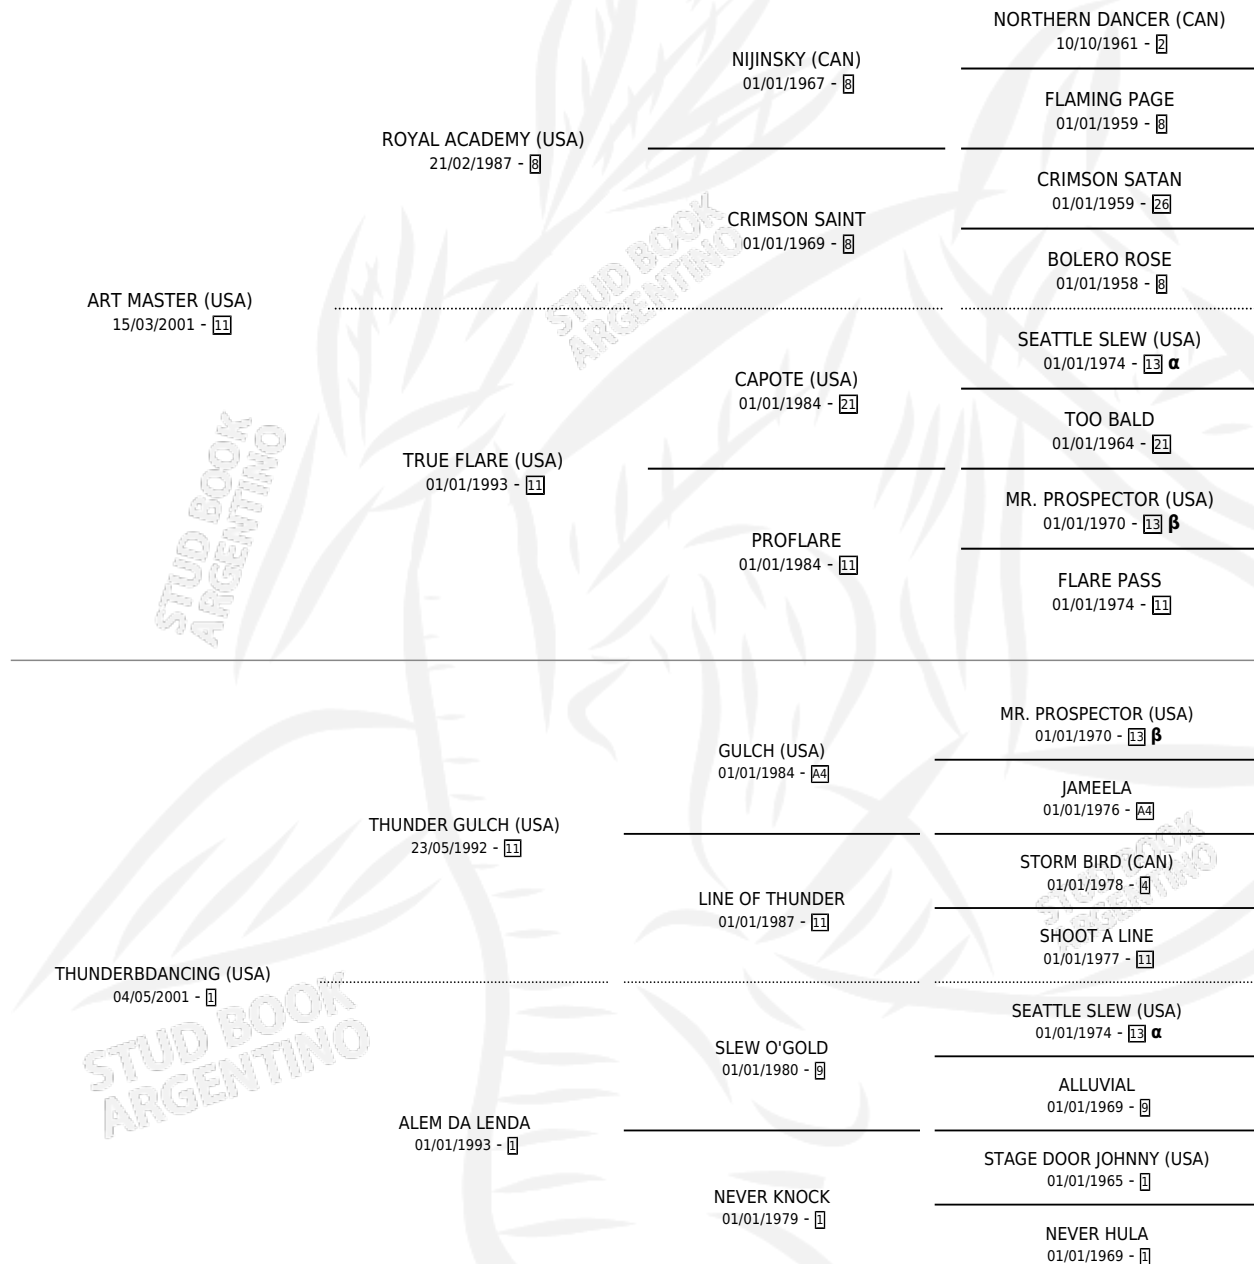 NORTHERN DANCER (CAN)
10/10/1961 - 2
NIJINSKY (CAN)
01/01/1967 - 8
FLAMING PAGE
01/01/1959 - 8
ROYAL ACADEMY (USA)
21/02/1987 - 8
CRIMSON SATAN
01/01/1959 - 26
CRIMSON SAINT
01/01/1969 - 8
BOLERO ROSE
01/01/1958 - 8
ART MASTER (USA)
15/03/2001 - 11
SEATTLE SLEW (USA)
01/01/1974 - 13 α
CAPOTE (USA)
01/01/1984 - 21
TOO BALD
01/01/1964 - 21
TRUE FLARE (USA)
01/01/1993 - 11
MR. PROSPECTOR (USA)
01/01/1970 - 13 β
PROFLARE
01/01/1984 - 11
FLARE PASS
01/01/1974 - 11
MR. PROSPECTOR (USA)
01/01/1970 - 13 β
GULCH (USA)
01/01/1984 - A4
JAMEELA
01/01/1976 - A4
THUNDER GULCH (USA)
23/05/1992 - 11
STORM BIRD (CAN)
01/01/1978 - 4
LINE OF THUNDER
01/01/1987 - 11
SHOOT A LINE
01/01/1977 - 11
THUNDERBDANCING (USA)
04/05/2001 - 1
SEATTLE SLEW (USA)
01/01/1974 - 13 α
SLEW O'GOLD
01/01/1980 - 9
ALLUVIAL
01/01/1969 - 9
ALEM DA LENDA
01/01/1993 - 1
STAGE DOOR JOHNNY (USA)
01/01/1965 - 1
NEVER KNOCK
01/01/1979 - 1
NEVER HULA
01/01/1969 - 1
STUD BOOK
ARGENTINO
STUD BOOK
ARGENTINO
STUD BOOK
ARGENTINO
STUD BOOK
ARGENTINO